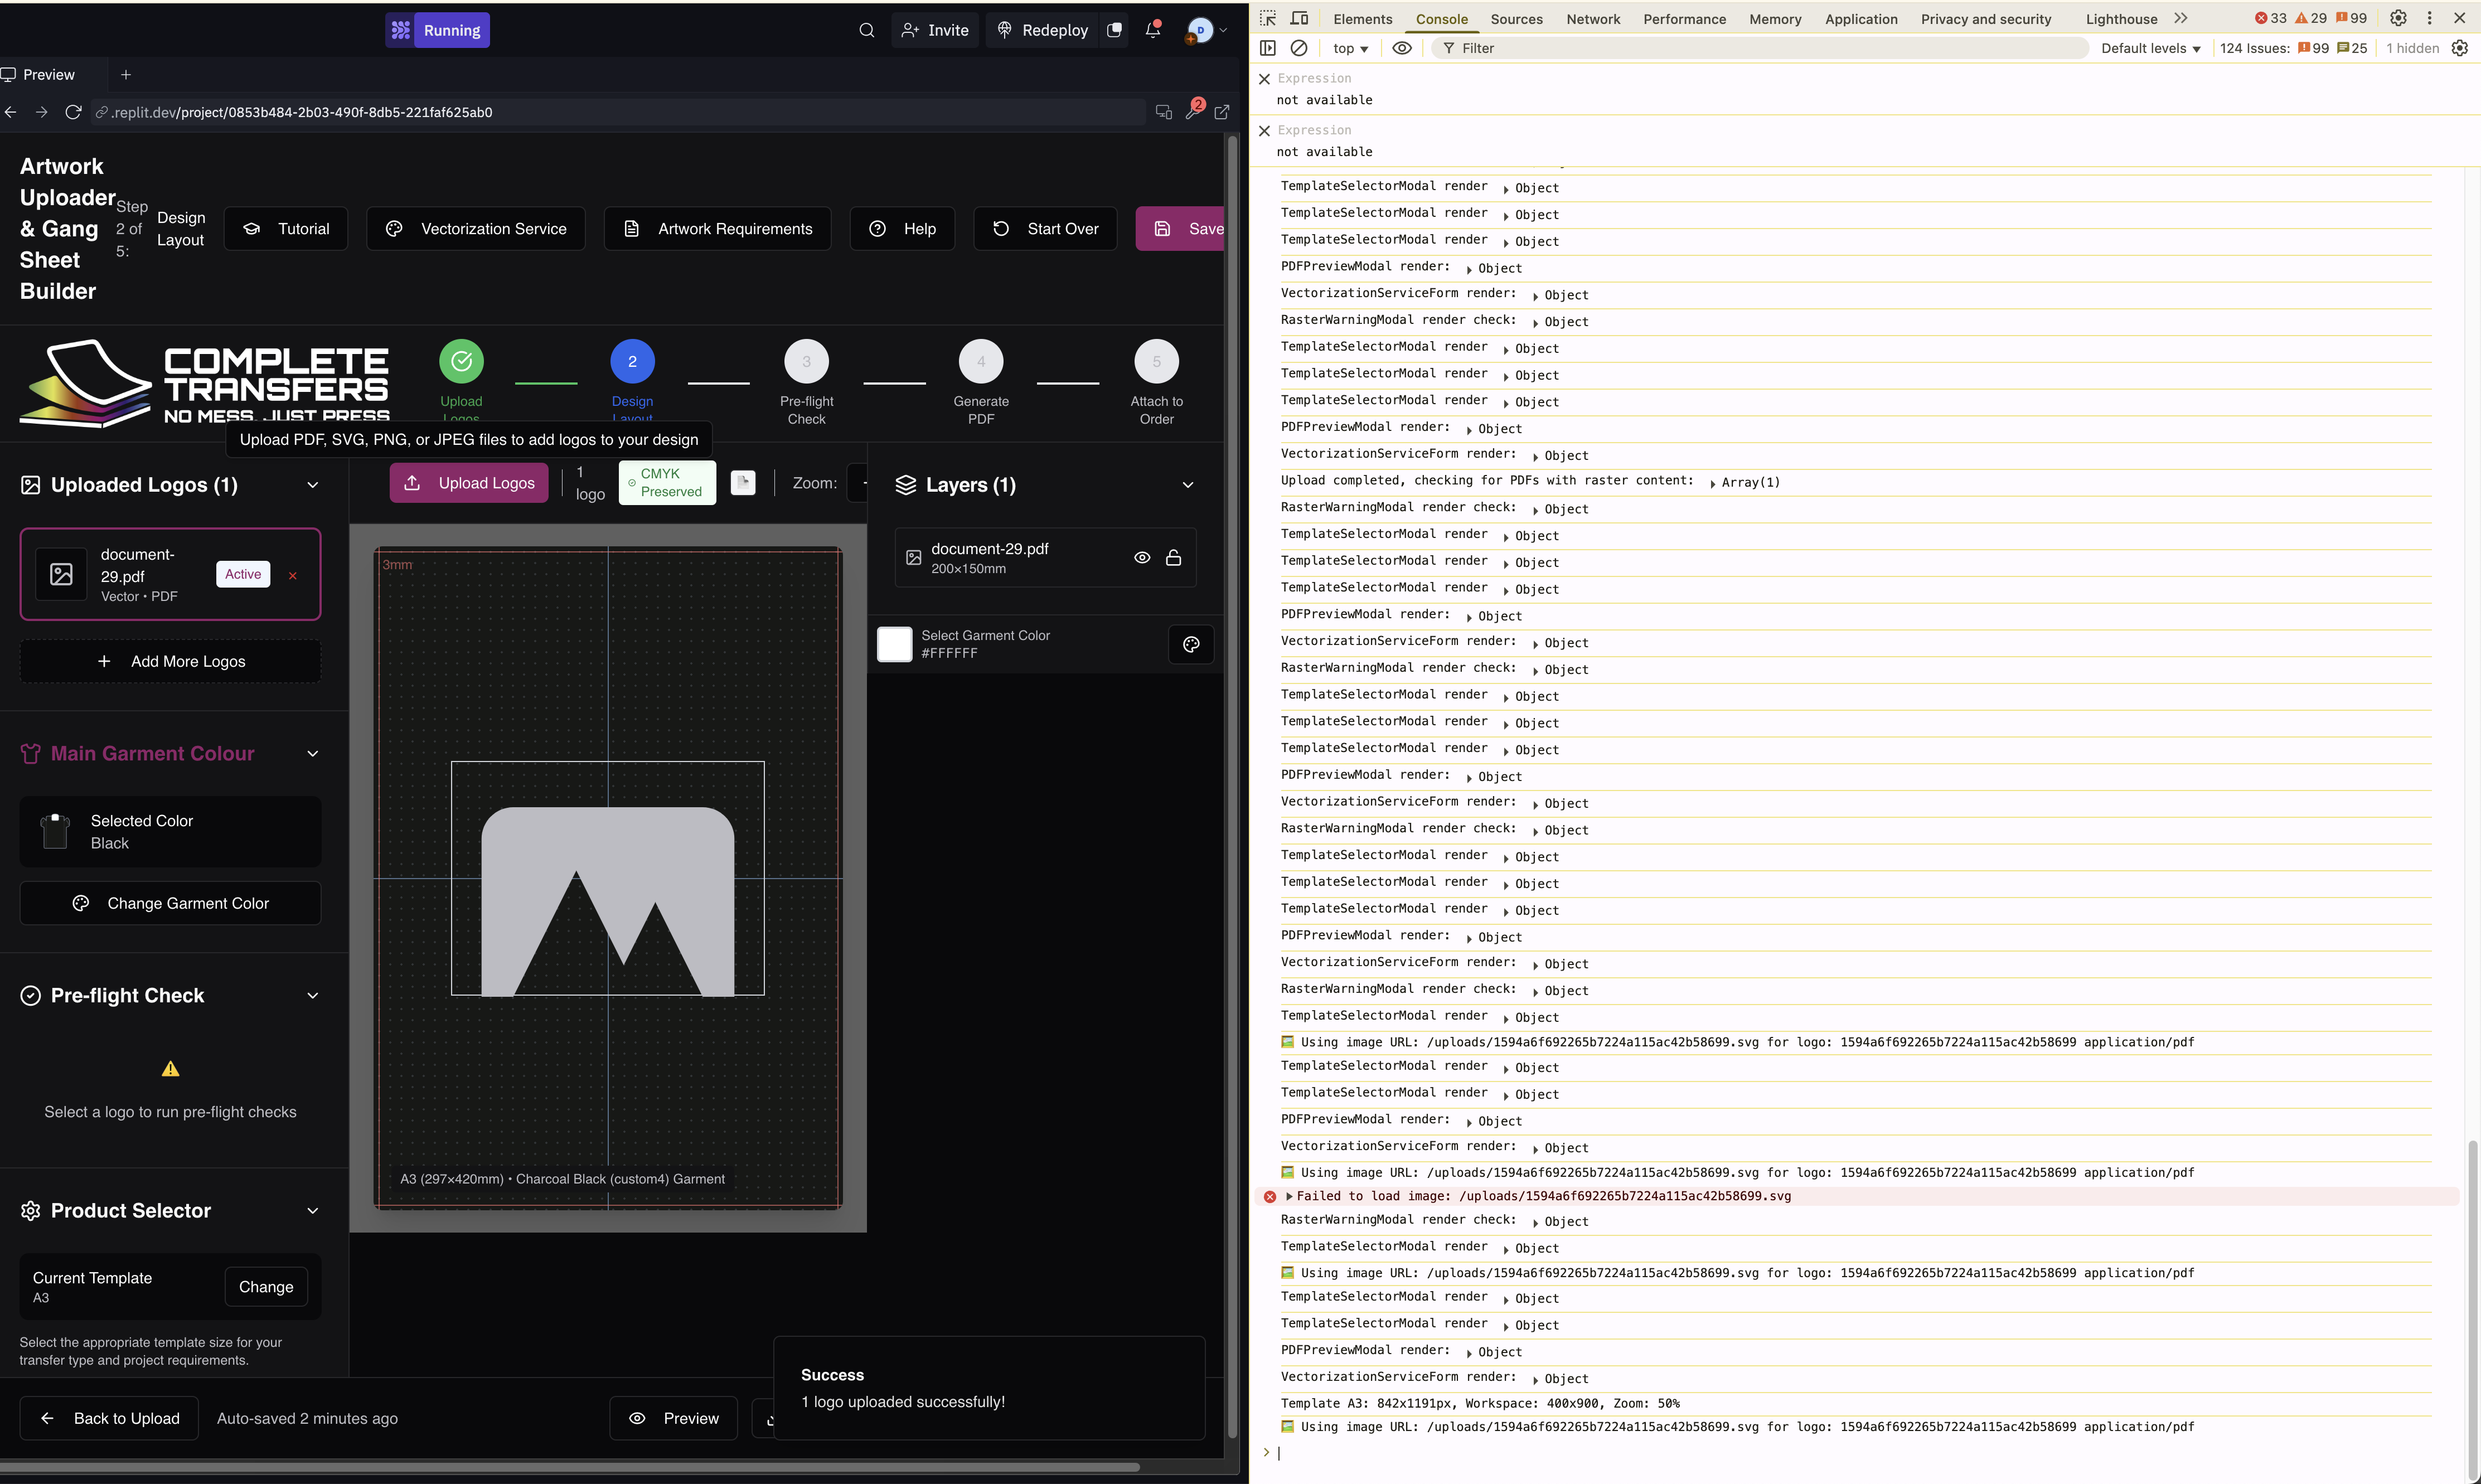 Running
Invite
Redeploy
D
Preview
.replit.dev/project/0853b484-2b03-490f-8db5-221faf625ab0
2
Artwork
Uploader
& Gang
Sheet
Builder
Step
2 of
5:
Design
Layout
Tutorial
Vectorization Service
Artwork Requirements
Help
Start Over
Save
COMPLETE
TRANSFERS
NO MESS. JUST PRESS
Upload
Logos
2
Design
Layout
3
Pre-flight
Check
4
Generate
PDF
5
Attach to
Order
Upload PDF, SVG, PNG, or JPEG files to add logos to your design
Uploaded Logos (1)
document-
29.pdf
Vector • PDF
Active
Add More Logos
Main Garment Colour
Selected Color
Black
Change Garment Color
Pre-flight Check
Select a logo to run pre-flight checks
Product Selector
Current Template
A3
Change
Select the appropriate template size for your
transfer type and project requirements.
Upload Logos
1
logo
CMYK
Preserved
Zoom:
3mm
A3 (297×420mm) • Charcoal Black (custom4) Garment
Layers (1)
document-29.pdf
200×150mm
Select Garment Color
#FFFFFF
Back to Upload
Auto-saved 2 minutes ago
Preview
Success
1 logo uploaded successfully!
Elements
Console
Sources
Network
Performance
Memory
Application
Privacy and security
Lighthouse
33
29
99
top
Filter
Default levels
124 Issues:
99
25
1 hidden
Expression
not available
Expression
not available
TemplateSelectorModal render Object
TemplateSelectorModal render Object
TemplateSelectorModal render Object
PDFPreviewModal render: Object
VectorizationServiceForm render: Object
RasterWarningModal render check: Object
TemplateSelectorModal render Object
TemplateSelectorModal render Object
TemplateSelectorModal render Object
PDFPreviewModal render: Object
VectorizationServiceForm render: Object
Upload completed, checking for PDFs with raster content: Array(1)
RasterWarningModal render check: Object
TemplateSelectorModal render Object
TemplateSelectorModal render Object
TemplateSelectorModal render Object
PDFPreviewModal render: Object
VectorizationServiceForm render: Object
RasterWarningModal render check: Object
TemplateSelectorModal render Object
TemplateSelectorModal render Object
TemplateSelectorModal render Object
PDFPreviewModal render: Object
VectorizationServiceForm render: Object
RasterWarningModal render check: Object
TemplateSelectorModal render Object
TemplateSelectorModal render Object
TemplateSelectorModal render Object
PDFPreviewModal render: Object
VectorizationServiceForm render: Object
RasterWarningModal render check: Object
TemplateSelectorModal render Object
Using image URL: /uploads/1594a6f692265b7224a115ac42b58699.svg for logo: 1594a6f692265b7224a115ac42b58699 application/pdf
TemplateSelectorModal render Object
TemplateSelectorModal render Object
PDFPreviewModal render: Object
VectorizationServiceForm render: Object
Using image URL: /uploads/1594a6f692265b7224a115ac42b58699.svg for logo: 1594a6f692265b7224a115ac42b58699 application/pdf
Failed to load image: /uploads/1594a6f692265b7224a115ac42b58699.svg
RasterWarningModal render check: Object
TemplateSelectorModal render Object
Using image URL: /uploads/1594a6f692265b7224a115ac42b58699.svg for logo: 1594a6f692265b7224a115ac42b58699 application/pdf
TemplateSelectorModal render Object
TemplateSelectorModal render Object
PDFPreviewModal render: Object
VectorizationServiceForm render: Object
Template A3: 842x1191px, Workspace: 400x900, Zoom: 50%
Using image URL: /uploads/1594a6f692265b7224a115ac42b58699.svg for logo: 1594a6f692265b7224a115ac42b58699 application/pdf